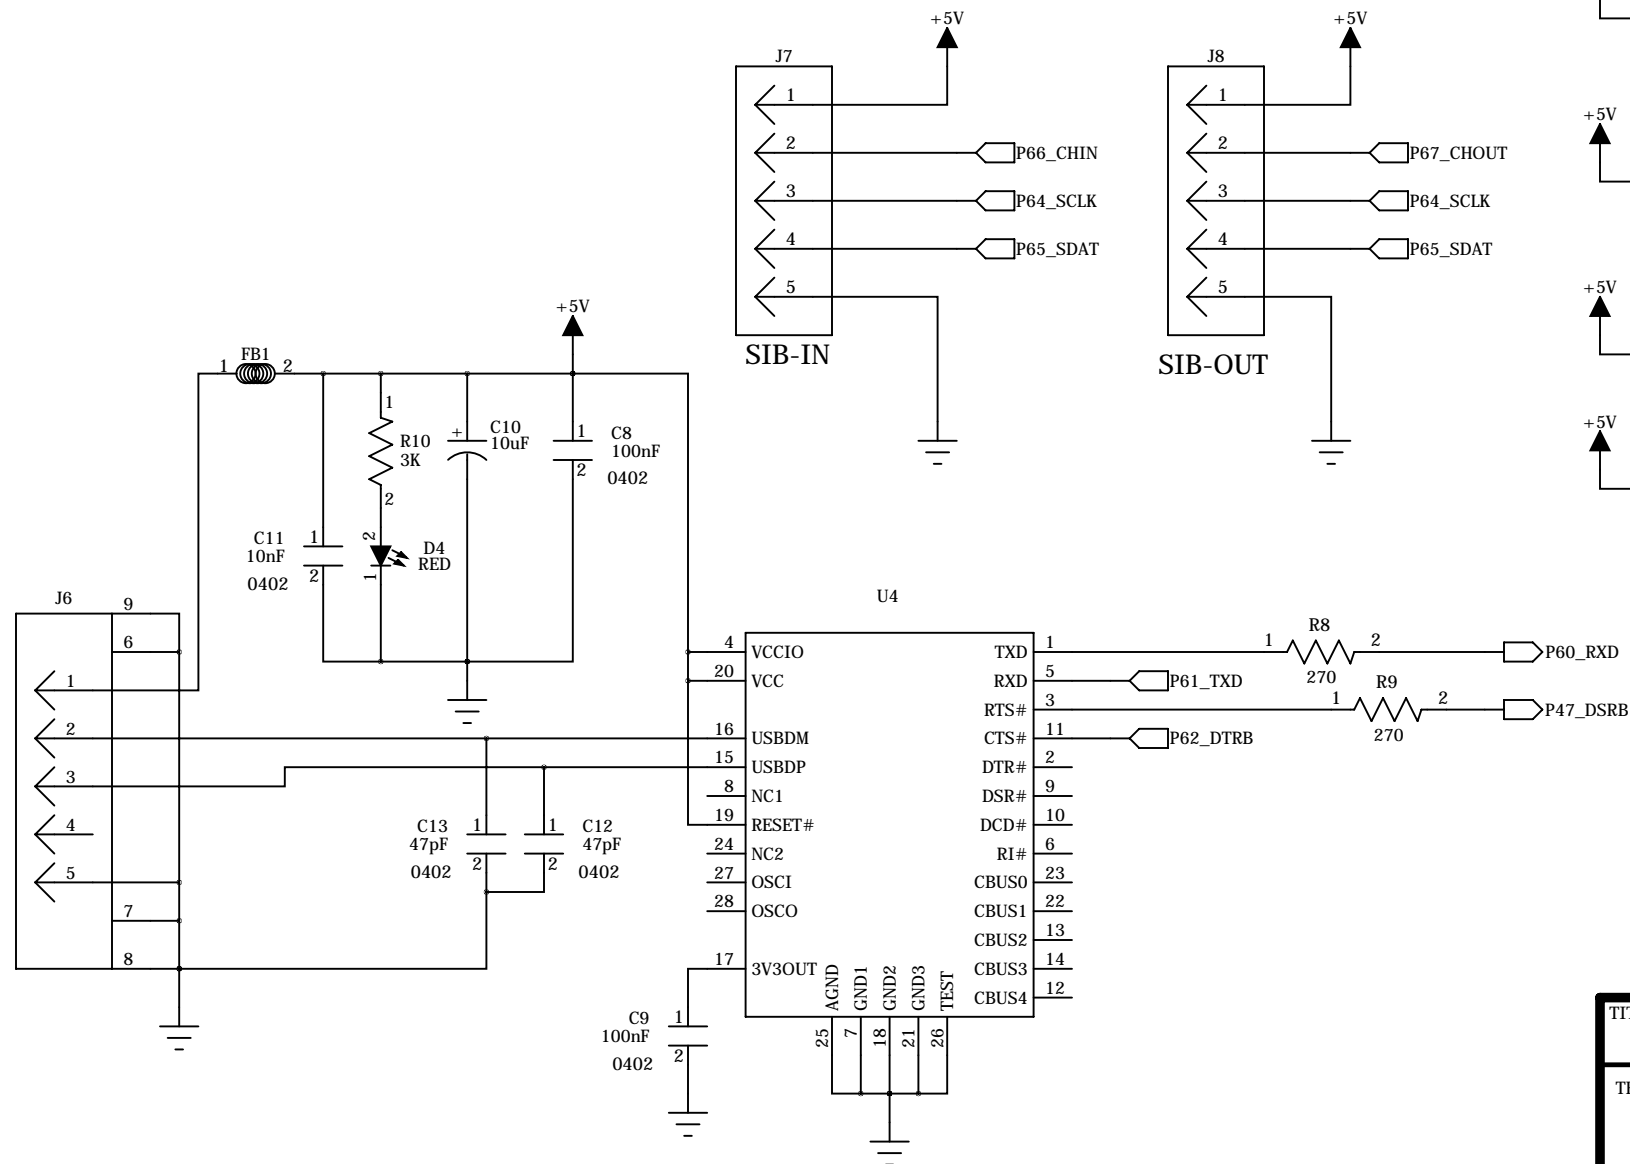 +5V
J7
1
2
3
4
5
P66_CHIN
P64_SCLK
P65_SDAT
SIB-IN
+5V
J8
1
2
3
4
5
P67_CHOUT
P64_SCLK
P65_SDAT
SIB-OUT
+5V
+5V
+5V
+5V
1
FB1
2
1
R10
3K
2
+
C10
10uF
1
C8
100nF
2
0402
C11
10nF
0402
1
2
2
D4
RED
1
J6
9
6
1
2
3
4
5
7
8
C13
47pF
0402
1
2
1
C12
47pF
2
0402
U4
4
VCCIO
20
VCC
16
USBDM
15
USBDP
8
NC1
19
RESET#
24
NC2
27
OSCI
28
OSCO
17
3V3OUT
AGND
GND1
GND2
GND3
TEST
25
7
18
21
26
TXD
1
RXD
5
RTS#
3
CTS#
11
DTR#
2
DSR#
9
DCD#
10
RI#
6
CBUS0
23
CBUS1
22
CBUS2
13
CBUS3
14
CBUS4
12
C9
100nF
0402
1
2
1
R8
2
270
P60_RXD
P61_TXD
1
R9
2
270
P47_DSRB
P62_DTRB